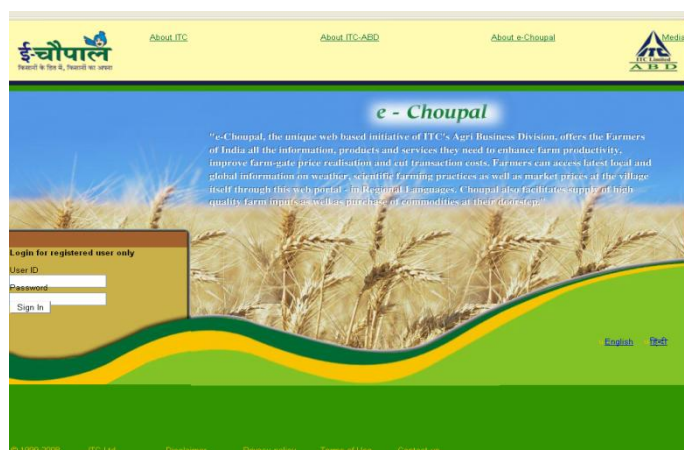 About ITC About ITC-ABD About e-Choupal Media
ई-चौपाल
किसानों के हित में, किसानों का अपना
ITC Limited
A B D
e - Choupal
"e-Choupal, the unique web based initiative of ITC's Agri Business Division, offers the Farmers
of India all the information, products and services they need to enhance farm productivity,
improve farm-gate price realisation and cut transaction costs. Farmers can access latest local and
global information on weather, scientific farming practices as well as market prices at the village
itself through this web portal - in Regional Languages. Choupal also facilitates supply of high
quality farm inputs as well as purchase of commodities at their doorstep."
Login for registered user only
User ID
Password
Sign In
English हिन्दी
© 1999-2008 ITC Ltd Disclaimer Privacy policy Terms of Use Contact us